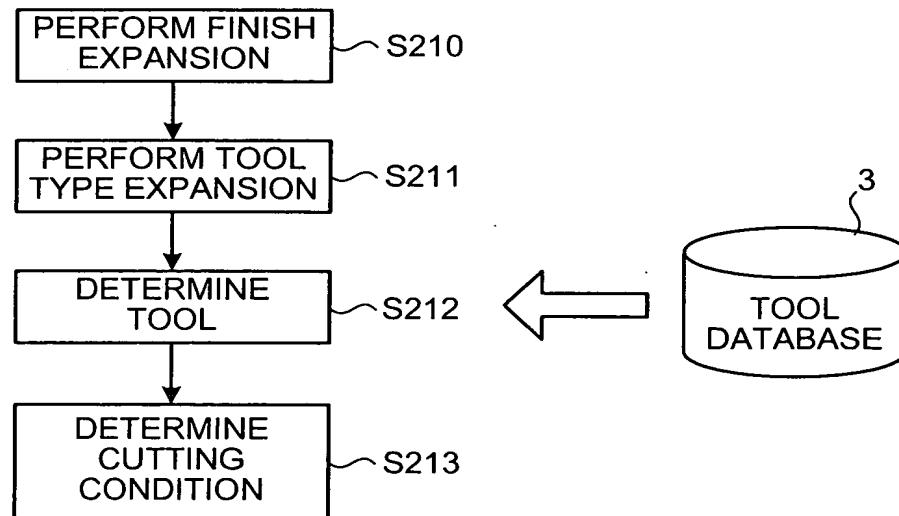 PERFORM FINISH
EXPANSION
S210
PERFORM TOOL
TYPE EXPANSION
S211
DETERMINE
TOOL
S212
DETERMINE
CUTTING
CONDITION
S213
3
TOOL
DATABASE